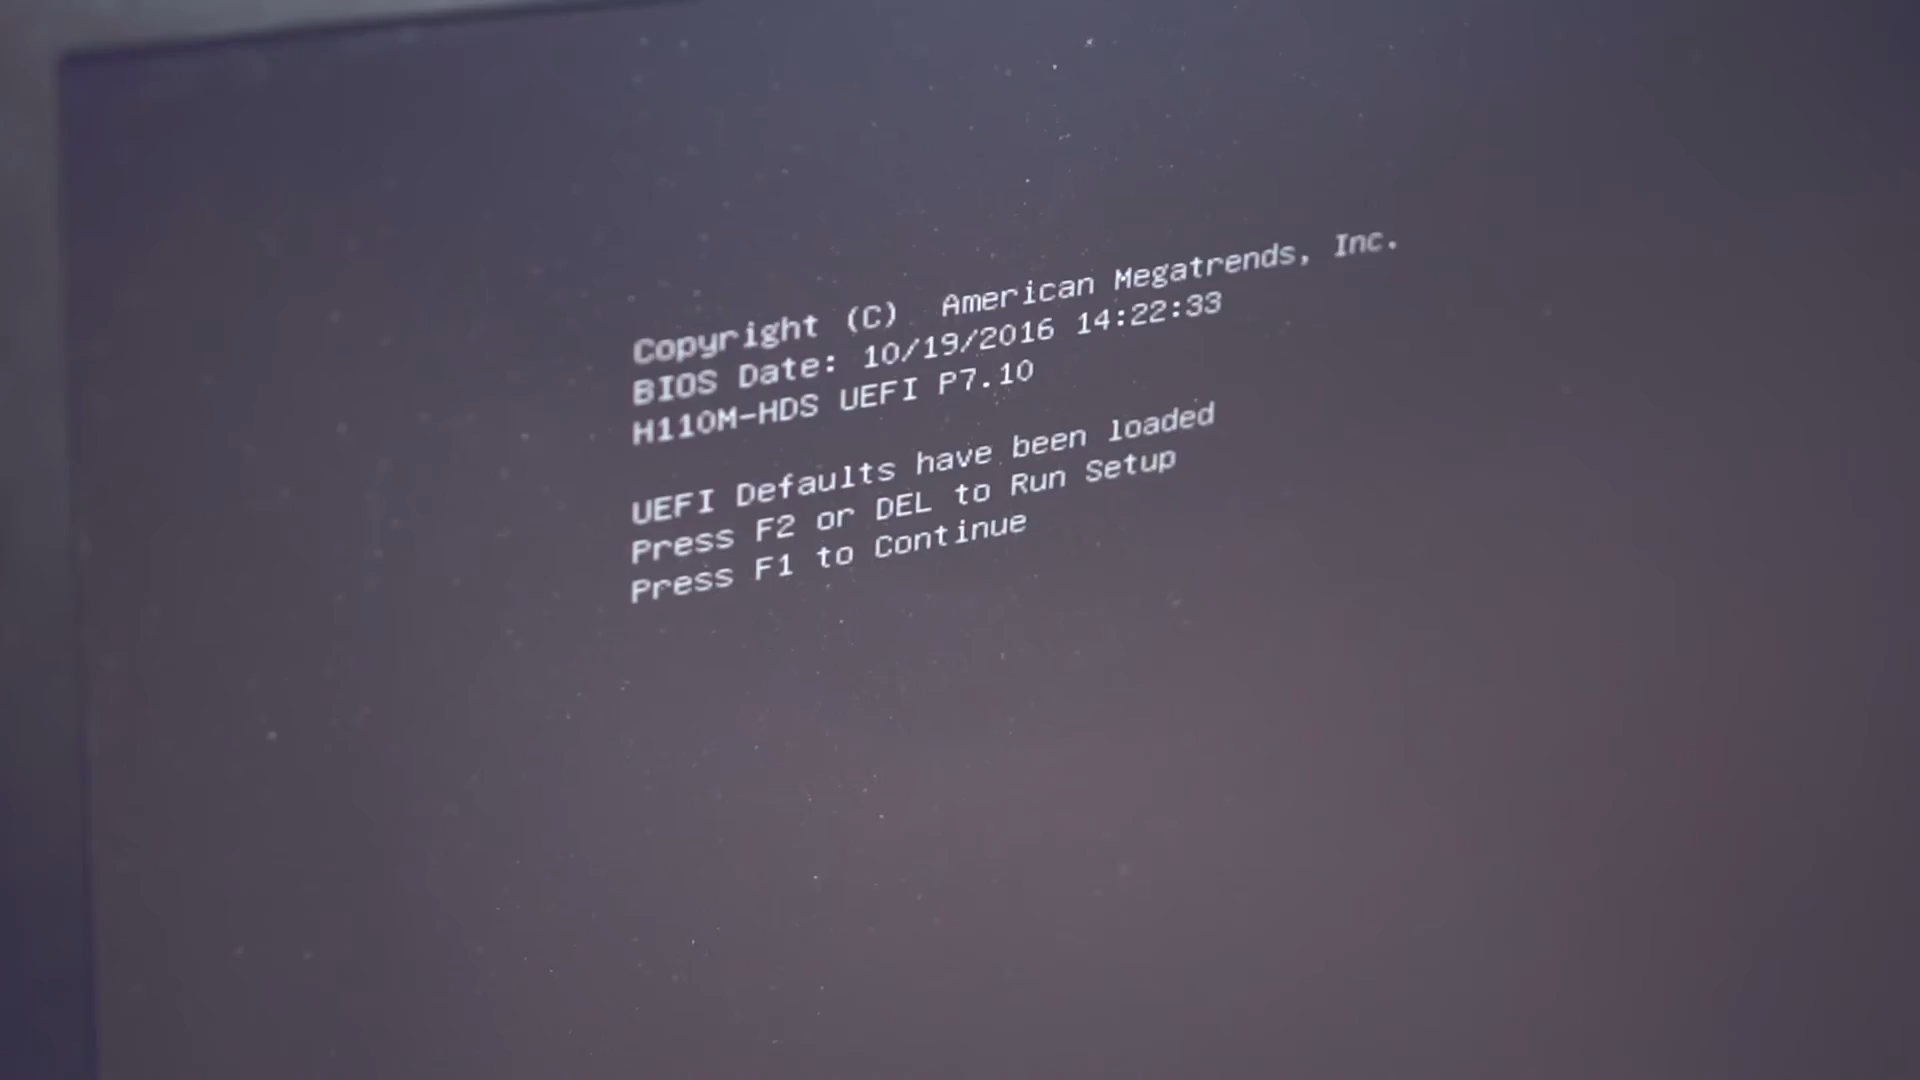 Copyright (C) American Megatrends, Inc.
BIOS Date: 10/19/2016 14:22:33
H110M-HDS UEFI P7.10
UEFI Defaults have been loaded
Press F2 or DEL to Run Setup
Press F1 to Continue